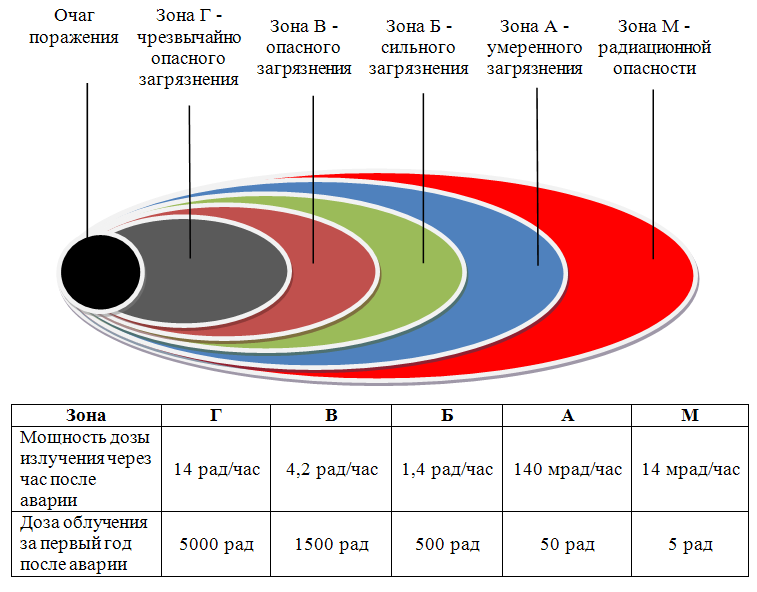 Очаг
поражения
Зона Г -
чрезвычайно
опасного
загрязнения
Зона В -
опасного
загрязнения
Зона Б -
сильного
загрязнения
Зона А -
умеренного
загрязнения
Зона М -
радиационной
опасности
Зона Г В Б А М
Мощность дозы
излучения через
час после
аварии
14 рад/час 4,2 рад/час 1,4 рад/час 140 мрад/час 14 мрад/час
Доза облучения
за первый год
после аварии
5000 рад 1500 рад 500 рад 50 рад 5 рад